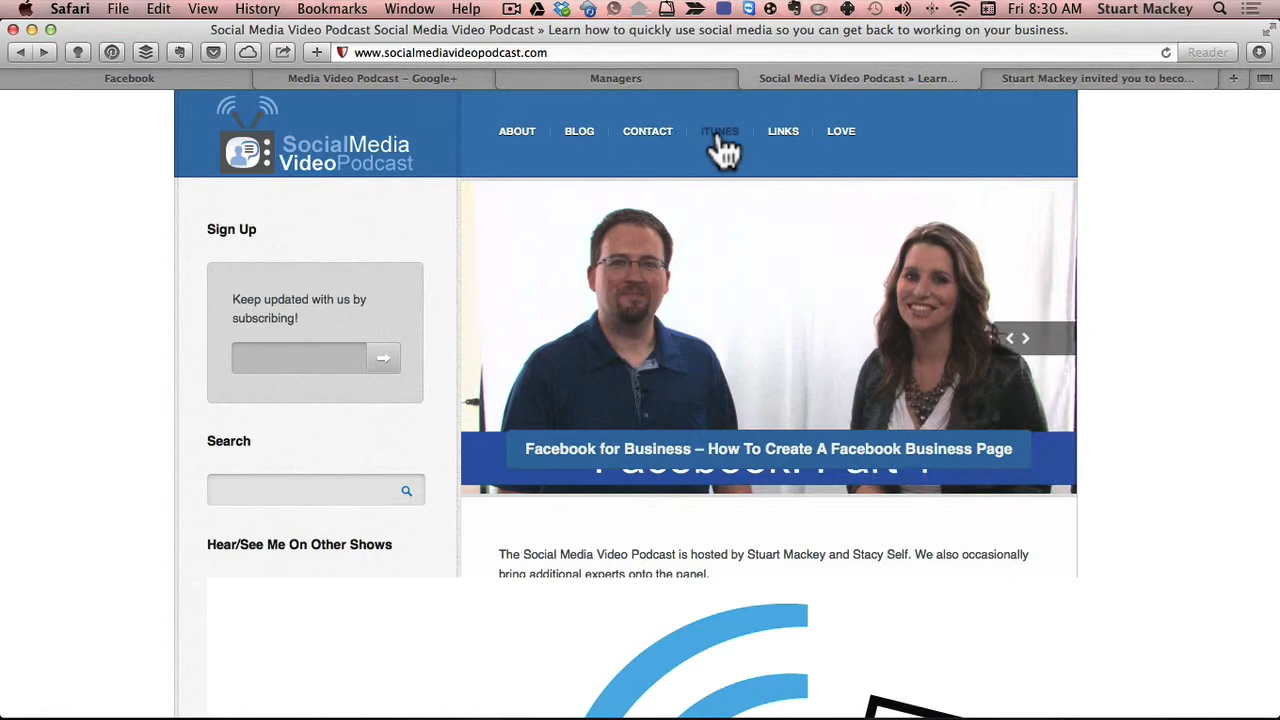 Safari File Edit View History Bookmarks Window Help Fri 8:30 AM Stuart Mackey
Social Media Video Podcast Social Media Video Podcast » Learn how to quickly use social media so you can get back to working on your business.
www.socialmediavideopodcast.com Reader
Facebook Media Video Podcast – Google+ Managers Social Media Video Podcast » Learn... Stuart Mackey invited you to beco...
SocialMedia
VideoPodcast
ABOUT BLOG CONTACT ITUNES LINKS LOVE
Sign Up
Keep updated with us by
subscribing!
Search
Facebook for Business – How To Create A Facebook Business Page
Hear/See Me On Other Shows
The Social Media Video Podcast is hosted by Stuart Mackey and Stacy Self. We also occasionally
bring additional experts onto the panel.